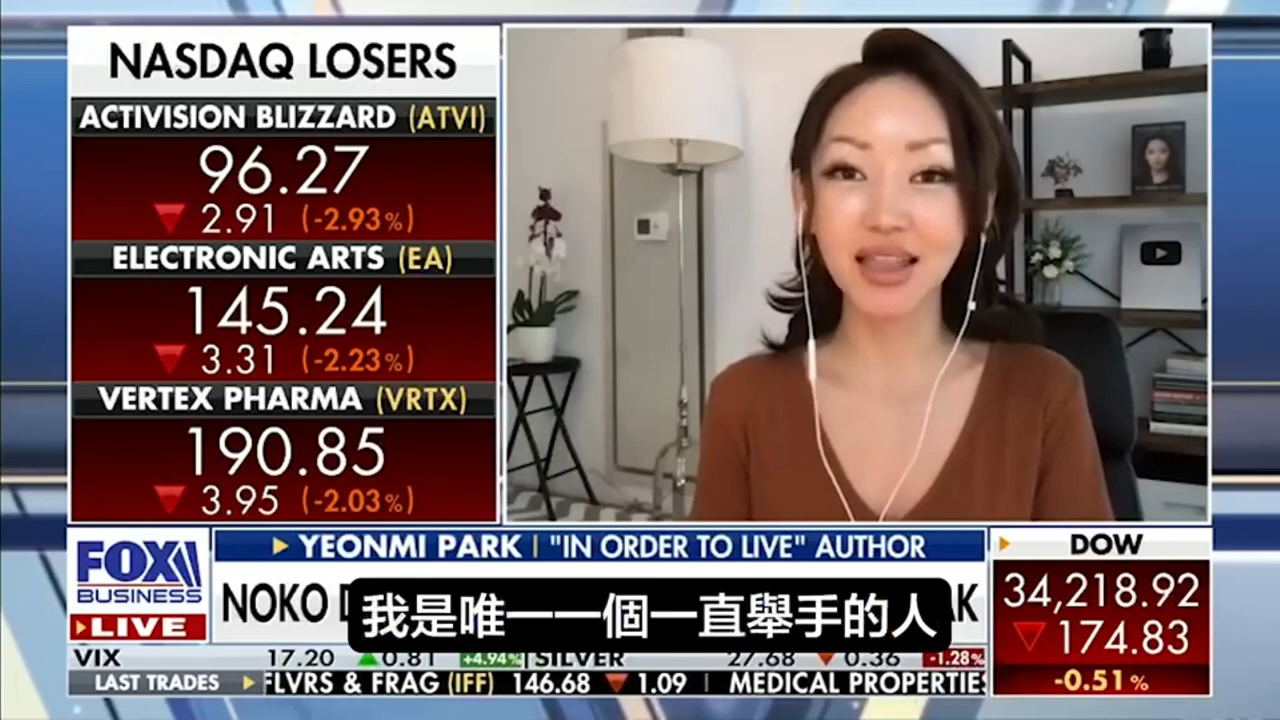 NASDAQ LOSERS
ACTIVISION BLIZZARD (ATVI)
96.27
▼ 2.91 (-2.93%)
ELECTRONIC ARTS (EA)
145.24
▼ 3.31 (-2.23%)
VERTEX PHARMA (VRTX)
190.85
▼ 3.95 (-2.03%)
FOX
BUSINESS
LIVE
YEONMI PARK | "IN ORDER TO LIVE" AUTHOR
NOKO
我是唯一一個一直舉手的人
DOW
34,218.92
▼ 174.83
-0.51%
VIX 17.20 ▲ 0.81 +4.94% | SILVER 27.68 ▼ 0.36 -1.28%
LAST TRADES FLVRS & FRAG (IFF) 146.68 ▼ 1.09 | MEDICAL PROPERTIES